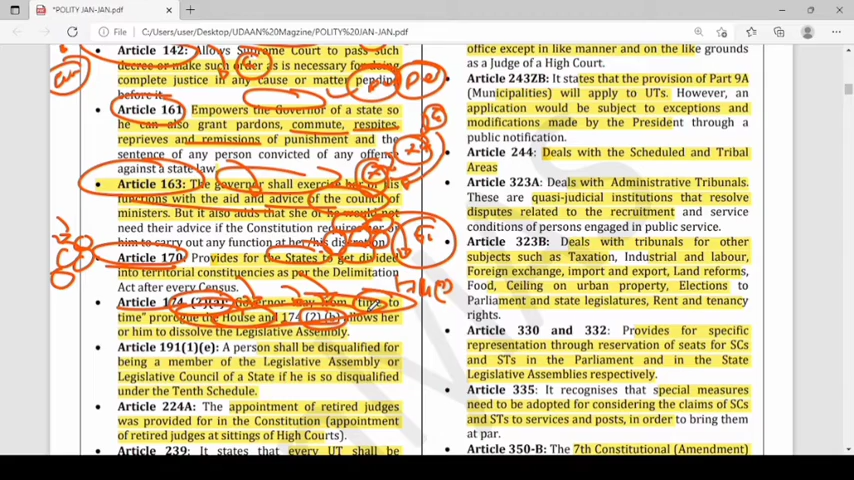 *POLITY JAN-JAN.pdf
File
C:/Users/user/Desktop/UDAAN%20Magzine/POLITY%20JAN-JAN.pdf
Article 142: Allows Supreme Court to pass such
decree or make such order as is necessary for doing
complete justice in any cause or matter pending
before it.
Article 161 Empowers the Governor of a state so
he can also grant pardons, commute, respites,
reprieves and remissions of punishment and the
sentence of any person convicted of any offense
against a state law.
Article 163: The governor shall exercise her or his
functions with the aid and advice of the council of
ministers. But it also adds that she or he would not
need their advice if the Constitution requires her or
him to carry out any function at her/his discretion
Article 170: Provides for the States to get divided
into territorial constituencies as per the Delimitation
Act after every Census.
Article 174 (2)(a): Governor may from "time to
time" prorogue the House and 174 (2) (b) allows her
or him to dissolve the Legislative Assembly.
Article 191(1)(e): A person shall be disqualified for
being a member of the Legislative Assembly or
Legislative Council of a State if he is so disqualified
under the Tenth Schedule.
Article 224A: The appointment of retired judges
was provided for in the Constitution (appointment
of retired judges at sittings of High Courts).
Article 239: It states that every UT shall be
office except in like manner and on the like grounds
as a Judge of a High Court.
Article 243ZB: It states that the provision of Part 9A
(Municipalities) will apply to UTs. However, an
application would be subject to exceptions and
modifications made by the President through a
public notification.
Article 244: Deals with the Scheduled and Tribal
Areas
Article 323A: Deals with Administrative Tribunals.
These are quasi-judicial institutions that resolve
disputes related to the recruitment and service
conditions of persons engaged in public service.
Article 323B: Deals with tribunals for other
subjects such as Taxation, Industrial and labour,
Foreign exchange, import and export, Land reforms,
Food, Ceiling on urban property, Elections to
Parliament and state legislatures, Rent and tenancy
rights.
Article 330 and 332: Provides for specific
representation through reservation of seats for SCs
and STs in the Parliament and in the State
Legislative Assemblies respectively.
Article 335: It recognises that special measures
need to be adopted for considering the claims of SCs
and STs to services and posts, in order to bring them
at par.
Article 350-B: The 7th Constitutional (Amendment)